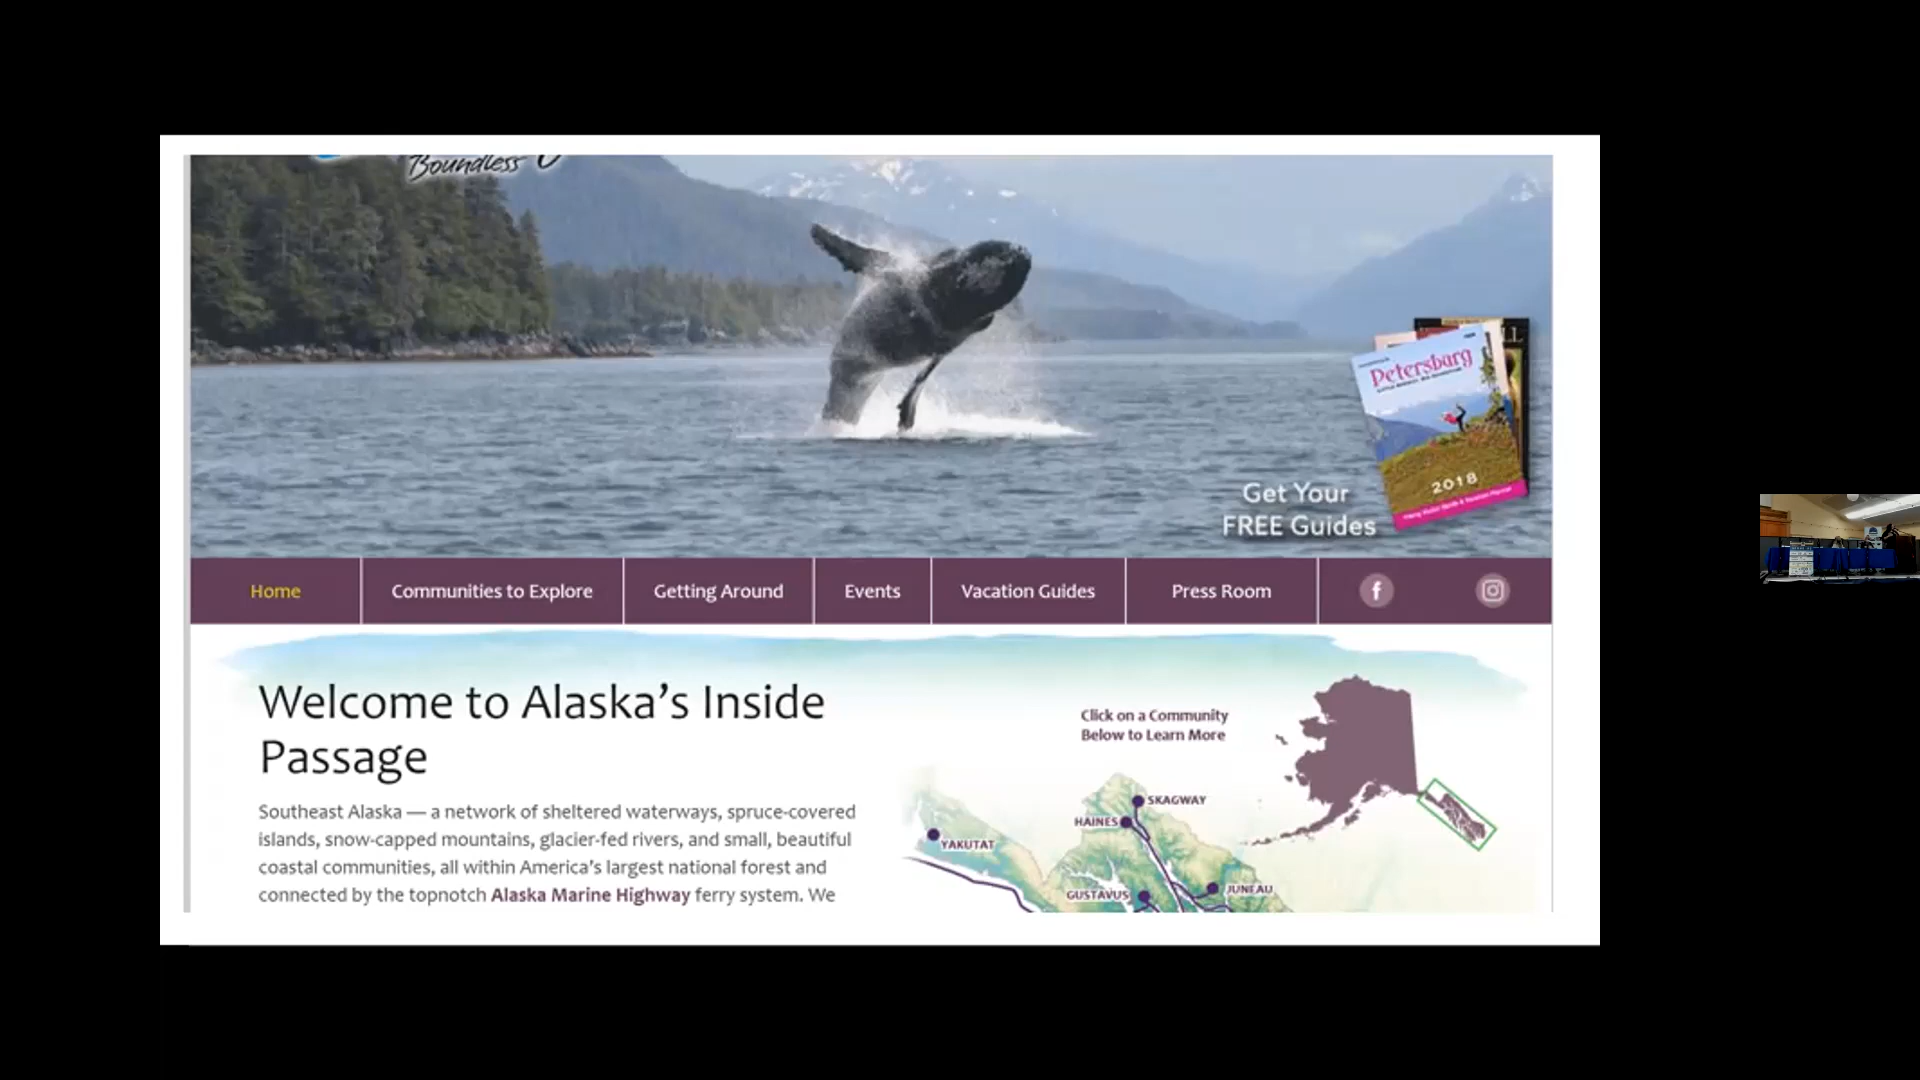 Boundless
Petersburg
2018
Get Your
FREE Guides
Home
Communities to Explore
Getting Around
Events
Vacation Guides
Press Room
Welcome to Alaska’s Inside
Passage
Southeast Alaska — a network of sheltered waterways, spruce-covered
islands, snow-capped mountains, glacier-fed rivers, and small, beautiful
coastal communities, all within America’s largest national forest and
connected by the topnotch Alaska Marine Highway ferry system. We
Click on a Community
Below to Learn More
SKAGWAY
HAINES
YAKUTAT
GUSTAVUS
JUNEAU